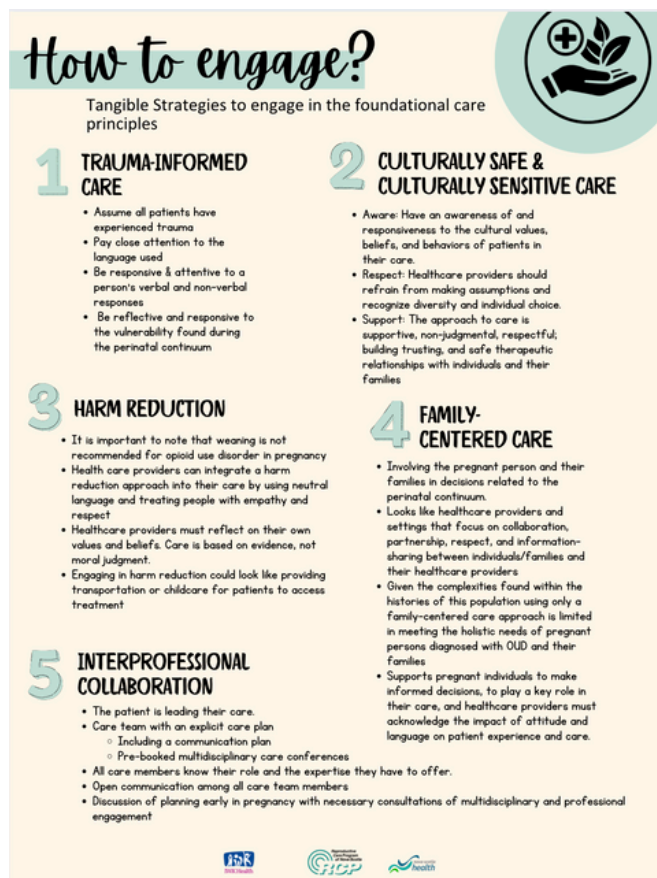 How to engage?
Tangible Strategies to engage in the foundational care
principles
1
TRAUMA-INFORMED
CARE
• Assume all patients have
experienced trauma
• Pay close attention to the
language used
• Be responsive & attentive to a
person's verbal and non-verbal
responses
• Be reflective and responsive to
the vulnerability found during
the perinatal continuum
2
CULTURALLY SAFE &
CULTURALLY SENSITIVE CARE
• Aware: Have an awareness of and
responsiveness to the cultural values,
beliefs, and behaviors of patients in
their care.
• Respect: Healthcare providers should
refrain from making assumptions and
recognize diversity and individual choice.
• Support: The approach to care is
supportive, non-judgmental, respectful;
building trusting, and safe therapeutic
relationships with individuals and their
families
3
HARM REDUCTION
• It is important to note that weaning is not
recommended for opioid use disorder in pregnancy
• Health care providers can integrate a harm
reduction approach into their care by using neutral
language and treating people with empathy and
respect
• Healthcare providers must reflect on their own
values and beliefs. Care is based on evidence, not
moral judgment.
• Engaging in harm reduction could look like providing
transportation or childcare for patients to access
treatment
4
FAMILY-
CENTERED CARE
• Involving the pregnant person and their
families in decisions related to the
perinatal continuum.
• Looks like healthcare providers and
settings that focus on collaboration,
partnership, respect, and information-
sharing between individuals/families and
their healthcare providers
• Given the complexities found within the
histories of this population using only a
family-centered care approach is limited
in meeting the holistic needs of pregnant
persons diagnosed with OUD and their
families
• Supports pregnant individuals to make
informed decisions, to play a key role in
their care, and healthcare providers must
acknowledge the impact of attitude and
language on patient experience and care.
5
INTERPROFESSIONAL
COLLABORATION
• The patient is leading their care.
• Care team with an explicit care plan
○ Including a communication plan
○ Pre-booked multidisciplinary care conferences
• All care members know their role and the expertise they have to offer.
• Open communication among all care team members
• Discussion of planning early in pregnancy with necessary consultations of multidisciplinary and professional
engagement
IWK Health
RCP
health